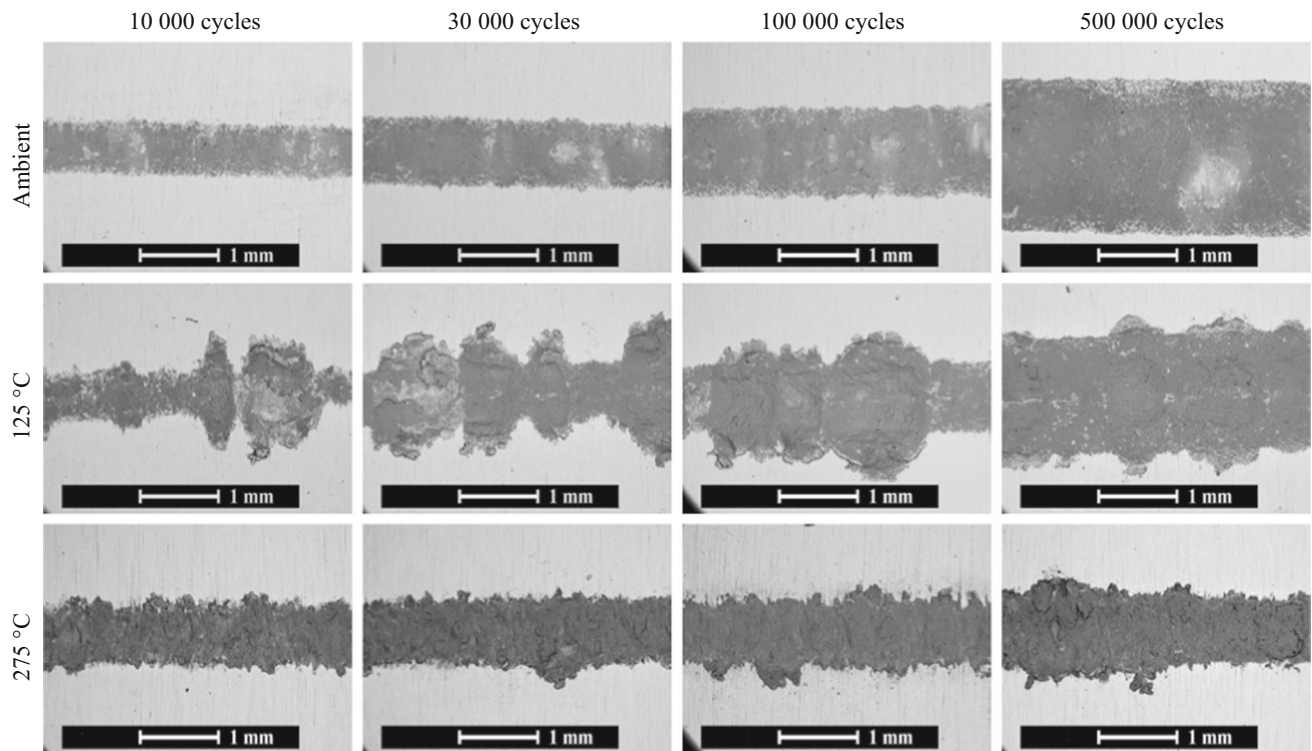 10 000 cycles 30 000 cycles 100 000 cycles 500 000 cycles
Ambient
1 mm 1 mm 1 mm 1 mm
125 °C
1 mm 1 mm 1 mm 1 mm
275 °C
1 mm 1 mm 1 mm 1 mm